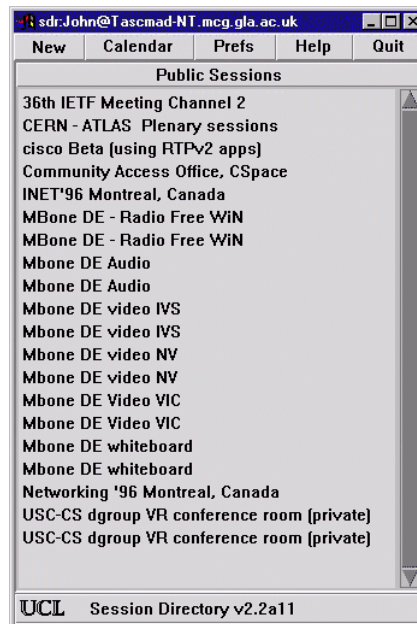 sdr:John@Tascmad-NT.mcg.gla.ac.uk
New Calendar Prefs Help Quit
Public Sessions
36th IETF Meeting Channel 2
CERN - ATLAS Plenary sessions
cisco Beta (using RTPv2 apps)
Community Access Office, CSpace
INET'96 Montreal, Canada
MBone DE - Radio Free WiN
MBone DE - Radio Free WiN
Mbone DE Audio
Mbone DE Audio
Mbone DE video IVS
Mbone DE video IVS
Mbone DE video NV
Mbone DE video NV
Mbone DE Video VIC
Mbone DE Video VIC
Mbone DE whiteboard
Mbone DE whiteboard
Networking '96 Montreal, Canada
USC-CS dgroup VR conference room (private)
USC-CS dgroup VR conference room (private)
UCL Session Directory v2.2a11